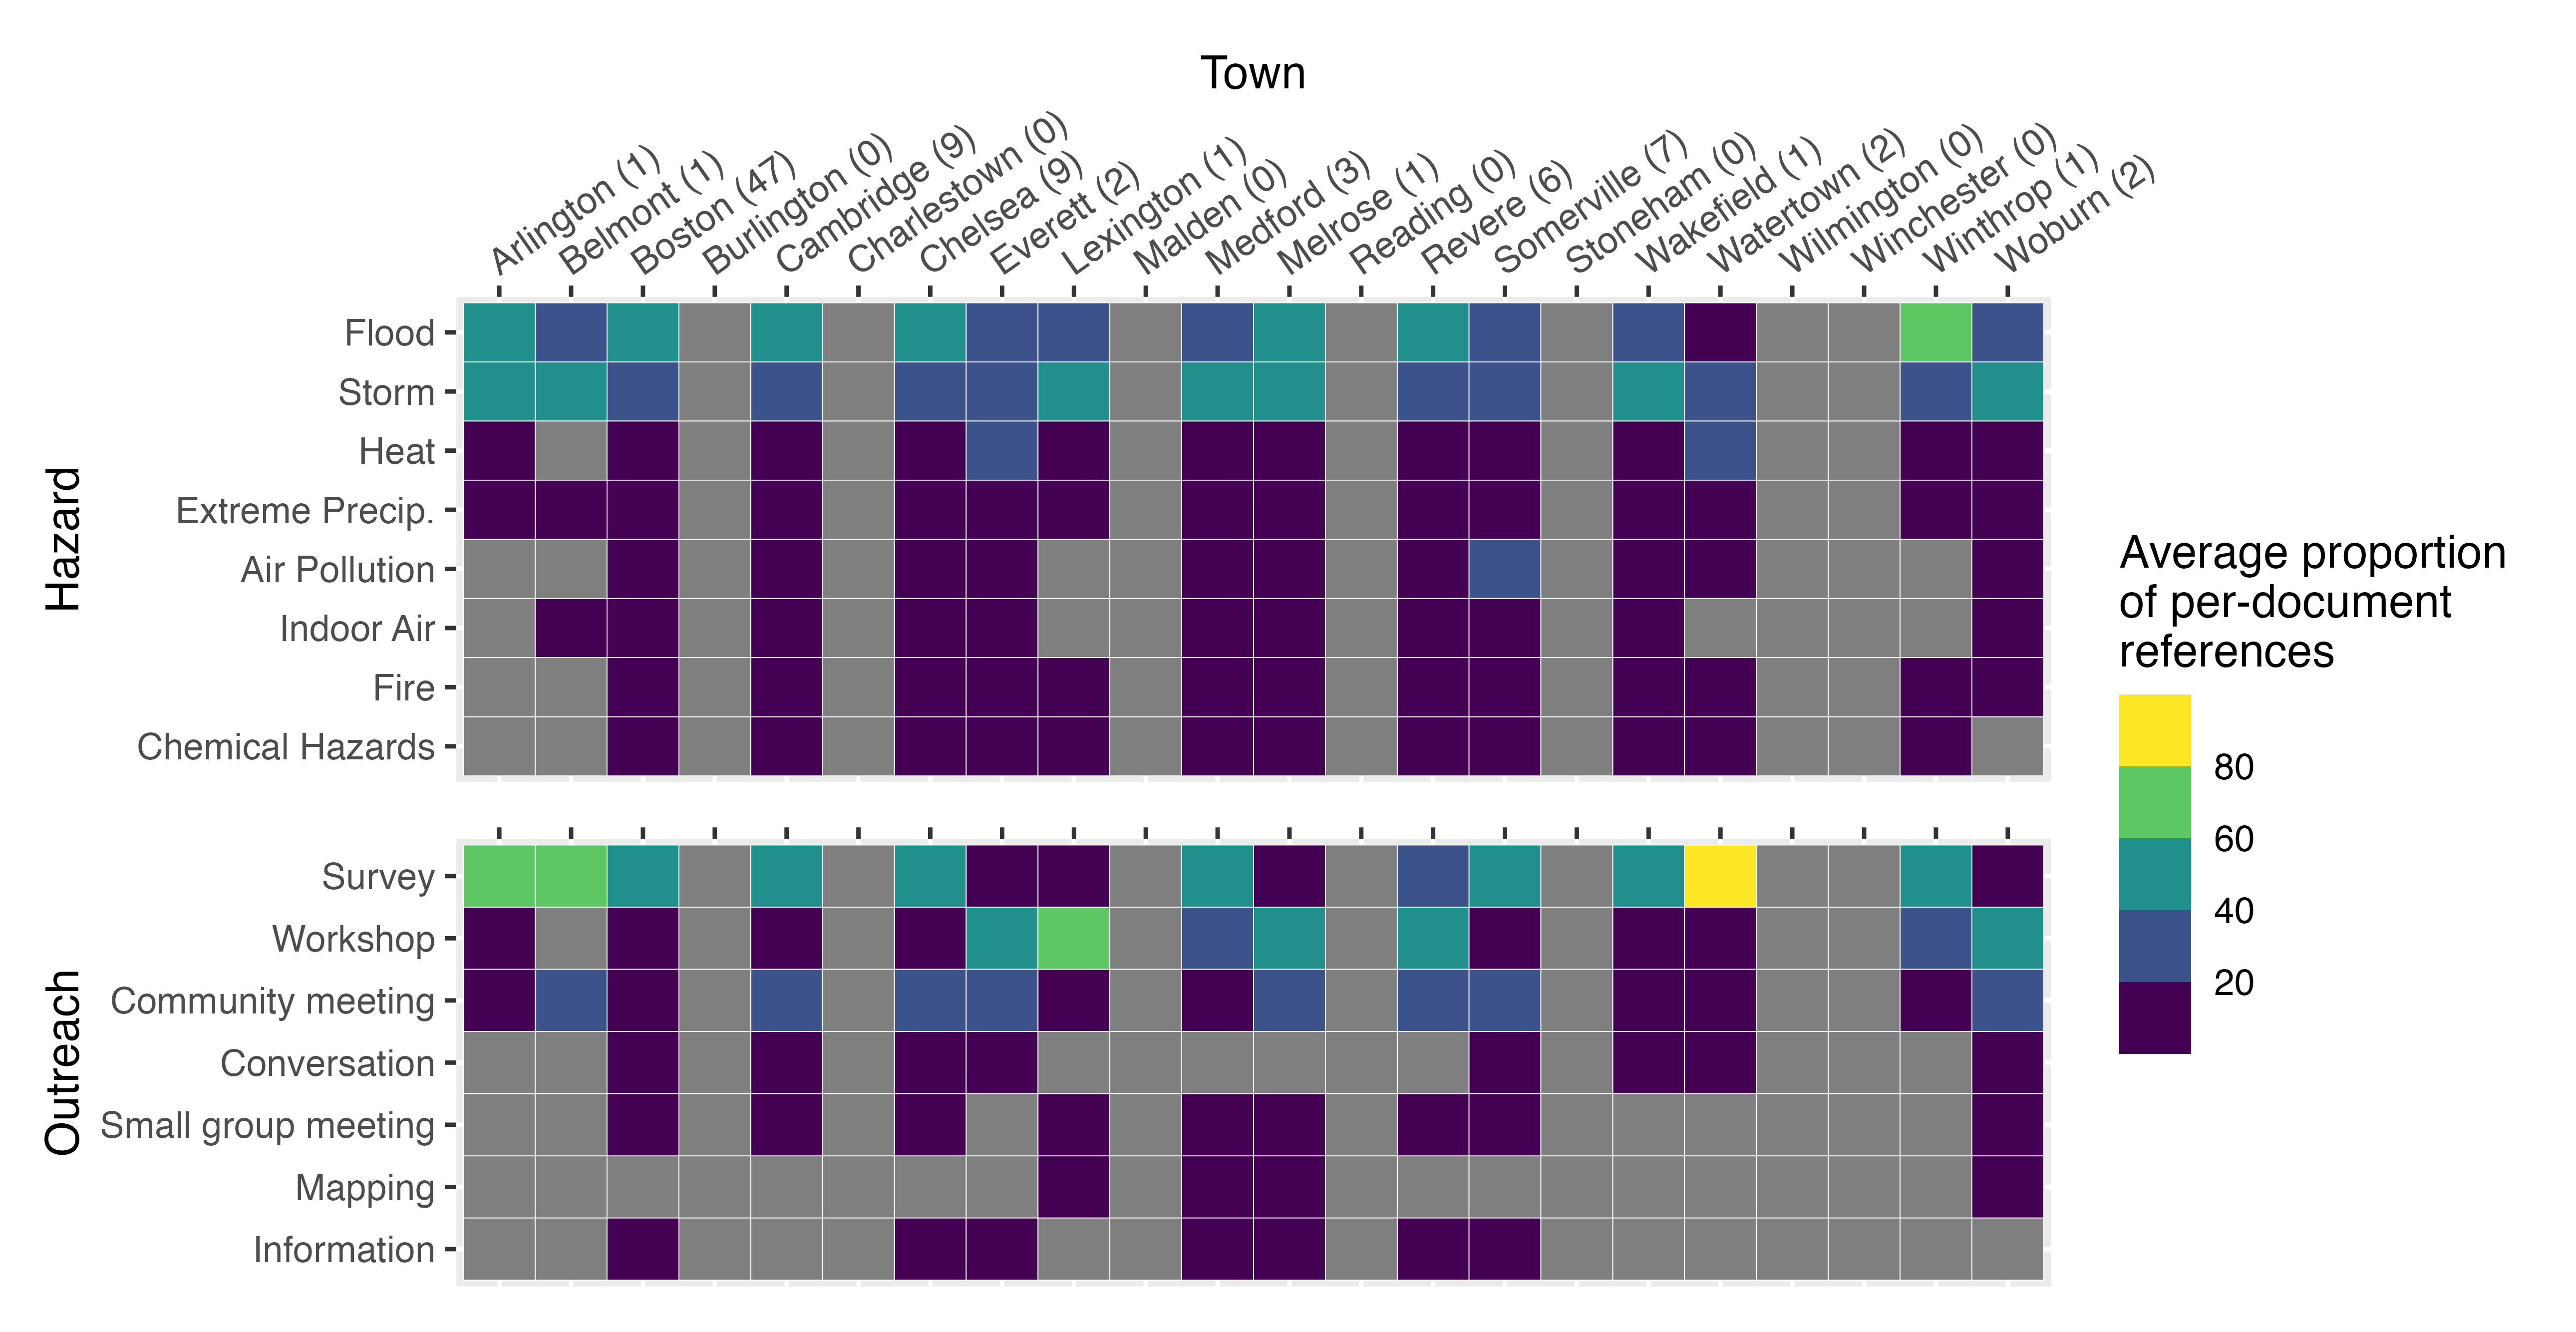 Town
Arlington (1)
Belmont (1)
Boston (47)
Burlington (0)
Cambridge (9)
Charlestown (0)
Chelsea (9)
Everett (2)
Lexington (1)
Malden (0)
Medford (3)
Melrose (1)
Reading (0)
Revere (6)
Somerville (7)
Stoneham (0)
Wakefield (1)
Watertown (2)
Wilmington (0)
Winchester (0)
Winthrop (1)
Woburn (2)
Hazard
Flood
Storm
Heat
Extreme Precip.
Air Pollution
Indoor Air
Fire
Chemical Hazards
Outreach
Survey
Workshop
Community meeting
Conversation
Small group meeting
Mapping
Information
Average proportion
of per-document
references
80
60
40
20